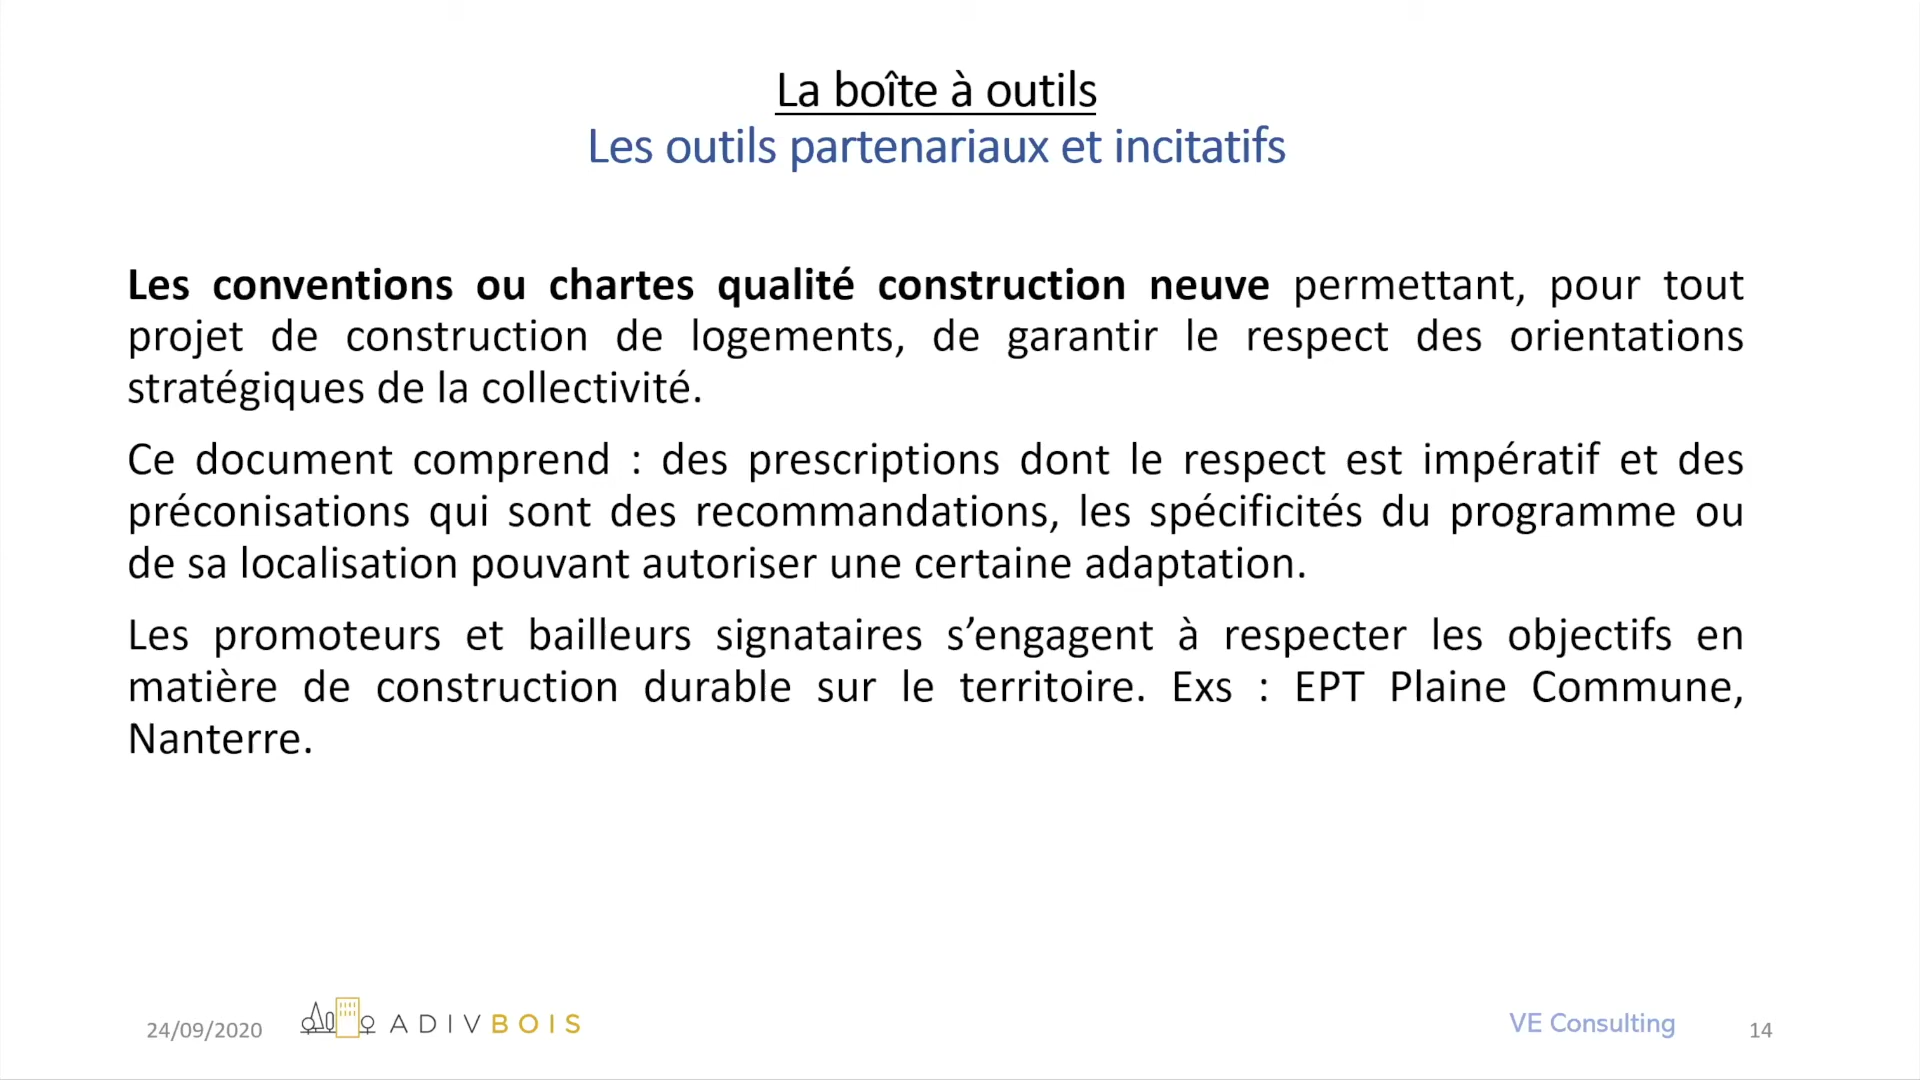 La boîte à outils
Les outils partenariaux et incitatifs
Les conventions ou chartes qualité construction neuve permettant, pour tout
projet de construction de logements, de garantir le respect des orientations
stratégiques de la collectivité.
Ce document comprend : des prescriptions dont le respect est impératif et des
préconisations qui sont des recommandations, les spécificités du programme ou
de sa localisation pouvant autoriser une certaine adaptation.
Les promoteurs et bailleurs signataires s’engagent à respecter les objectifs en
matière de construction durable sur le territoire. Exs : EPT Plaine Commune,
Nanterre.
24/09/2020
ADIVBOIS
VE Consulting
14